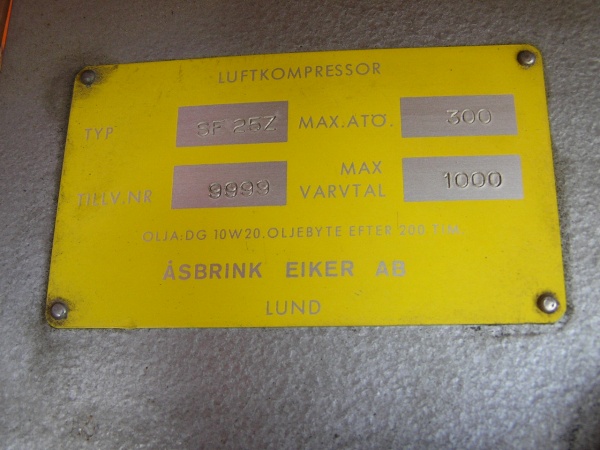 LUFTKOMPRESSOR
TYP SF 25Z MAX.ATÖ. 300
TILLV.NR 9999 MAX VARVTAL 1000
OLJA.DG 10W20.OLJEBYTE EFTER 200 TIM.
ÅSBRINK EIKER AB
LUND